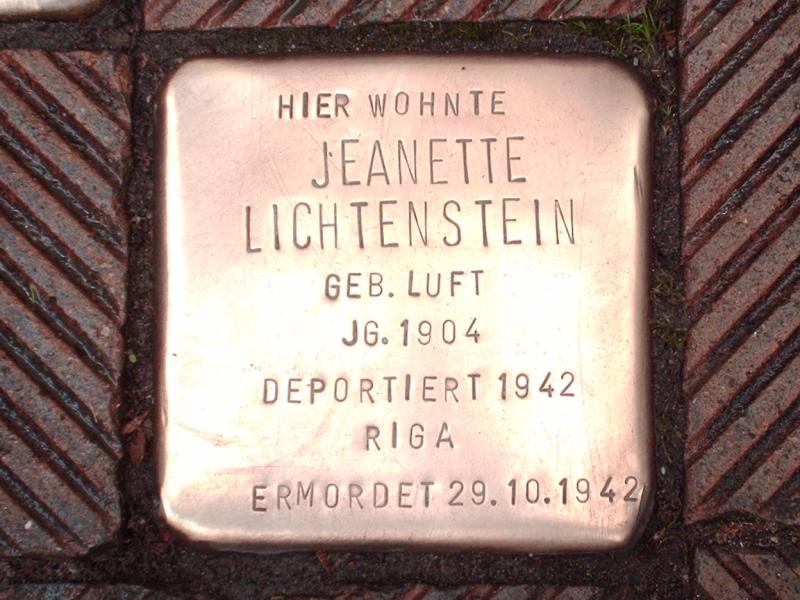 HIER WOHNTE
JEANETTE
LICHTENSTEIN
GEB. LUFT
JG. 1904
DEPORTIERT 1942
RIGA
ERMORDET 29.10.1942